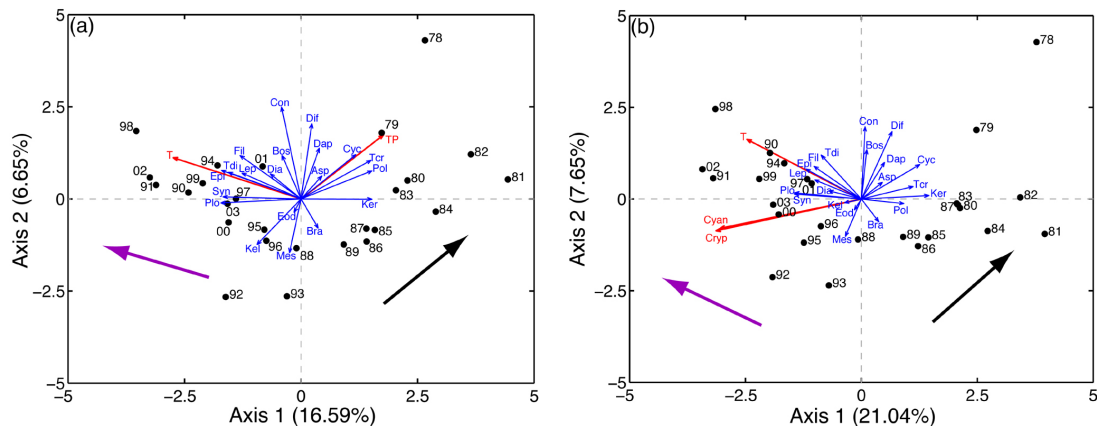 (a)
5
78
Con
Dif
79
TP
2.5
98
Fil
01
Bos
Dap
Cyc
82
T
94
Tdi
Lep
Dia
Asp
Tcr
02
99
Epi
Pol
80
81
91
90
Syn
97
83
0
Plo
Ker
03
Eod
84
00
Bra
95
87
85
Kel
96
Mes
88
89
86
-2.5
92
93
-5
-5
-2.5
0
2.5
5
Axis 1 (16.59%)
Axis 2 (6.65%)
(b)
5
78
2.5
98
Con
Dif
79
T
90
Bos
Fil
Tdi
94
Dap
Cyc
02
Epi
99
Lep
Asp
91
97
01
Tcr
Dia
Ker
82
0
Plo
Syn
Kel
83
03
Eod
Pol
87
80
00
Cyan
96
Bra
84
Cryp
95
Mes
88
89
85
81
86
92
93
-2.5
-5
-5
-2.5
0
2.5
5
Axis 1 (21.04%)
Axis 2 (7.65%)